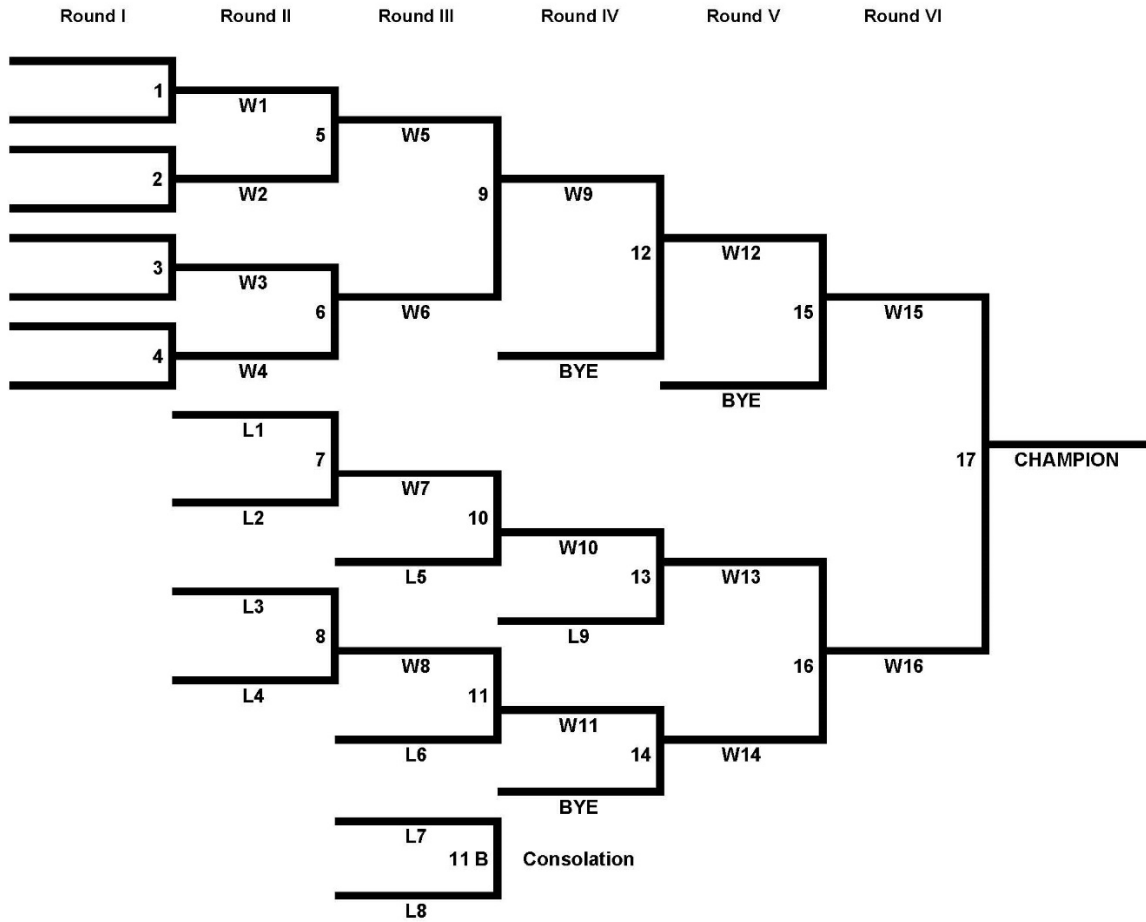 Round I Round II Round III Round IV Round V Round VI
1
W1
5
W5
2
W2
9
W9
3
W3
12
W12
6
W6
15
W15
4
W4
BYE
BYE
L1
7
W7
17
CHAMPION
L2
10
W10
L5
13
W13
L3
8
L9
W8
16
W16
L4
11
W11
L6
14
W14
BYE
L7
11 B
Consolation
L8